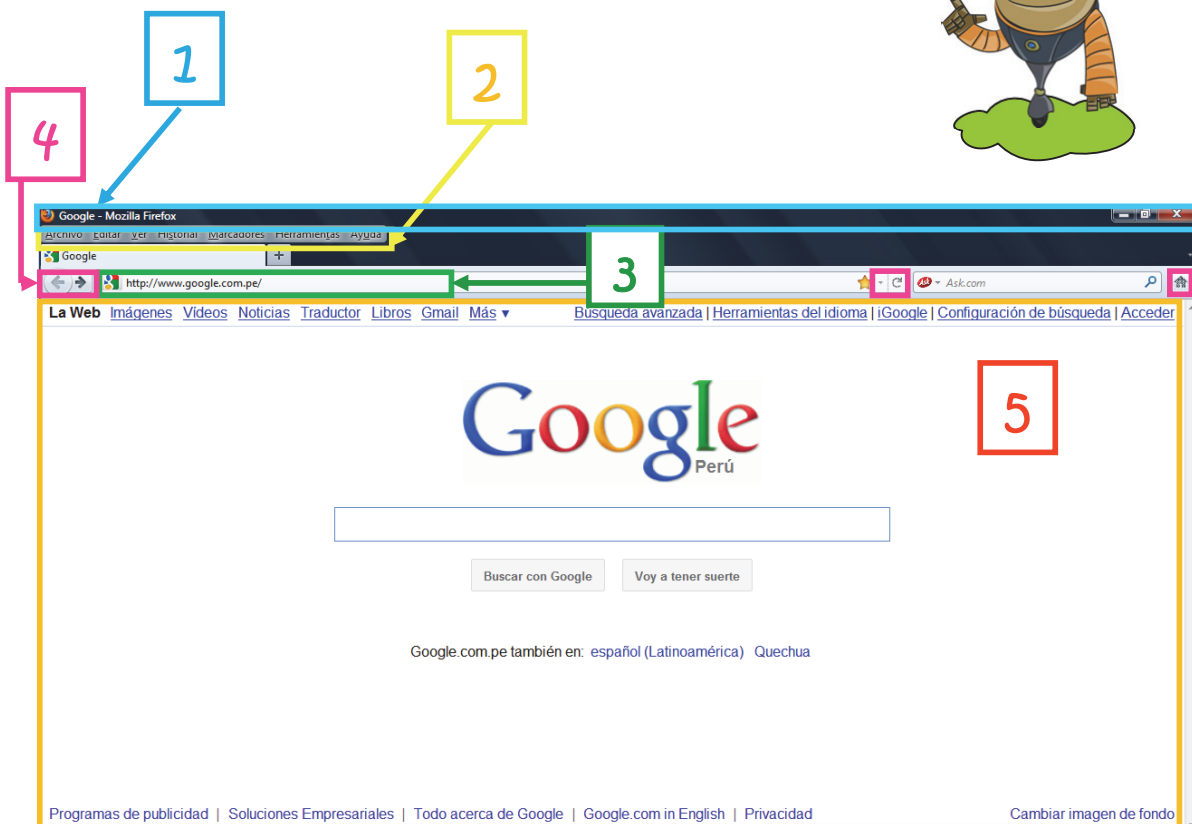 1
2
4
Google - Mozilla Firefox
Archivo Editar Ver Historial Marcadores Herramientas Ayuda
Google +
3
http://www.google.com.pe/
Ask Ask.com
La Web Imágenes Vídeos Noticias Traductor Libros Gmail Más ▼ Búsqueda avanzada | Herramientas del idioma | iGoogle | Configuración de búsqueda | Acceder
5
Google
Perú
Buscar con Google Voy a tener suerte
Google.com.pe también en: español (Latinoamérica) Quechua
Programas de publicidad | Soluciones Empresariales | Todo acerca de Google | Google.com in English | Privacidad Cambiar imagen de fondo